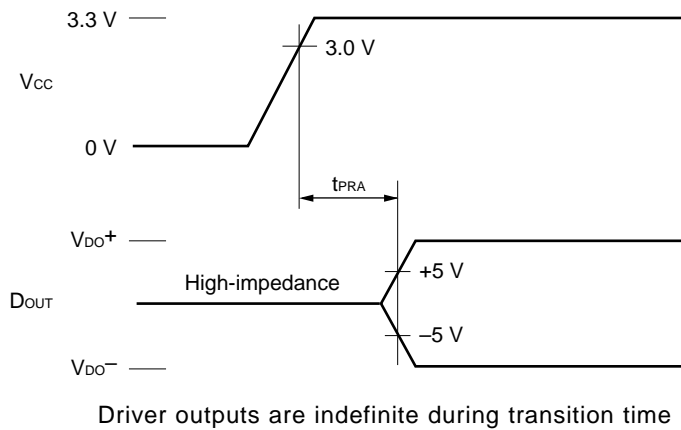 3.3 V
3.0 V
VCC
0 V
tPRA
VDO+
+5 V
High-impedance
DOUT
–5 V
VDO–
Driver outputs are indefinite during transition time